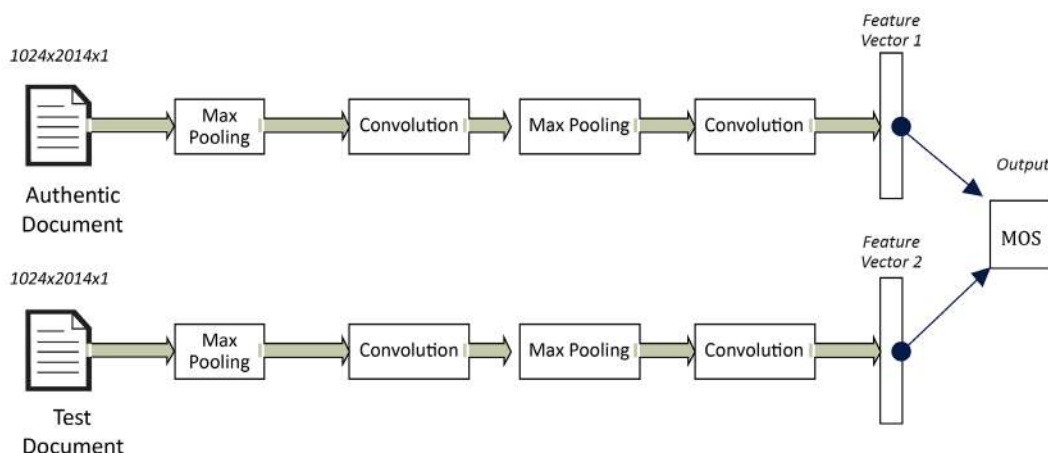 1024x2014x1
Authentic
Document
Max
Pooling
Convolution
Max Pooling
Convolution
Feature
Vector 1
Output
MOS
1024x2014x1
Test
Document
Max
Pooling
Convolution
Max Pooling
Convolution
Feature
Vector 2